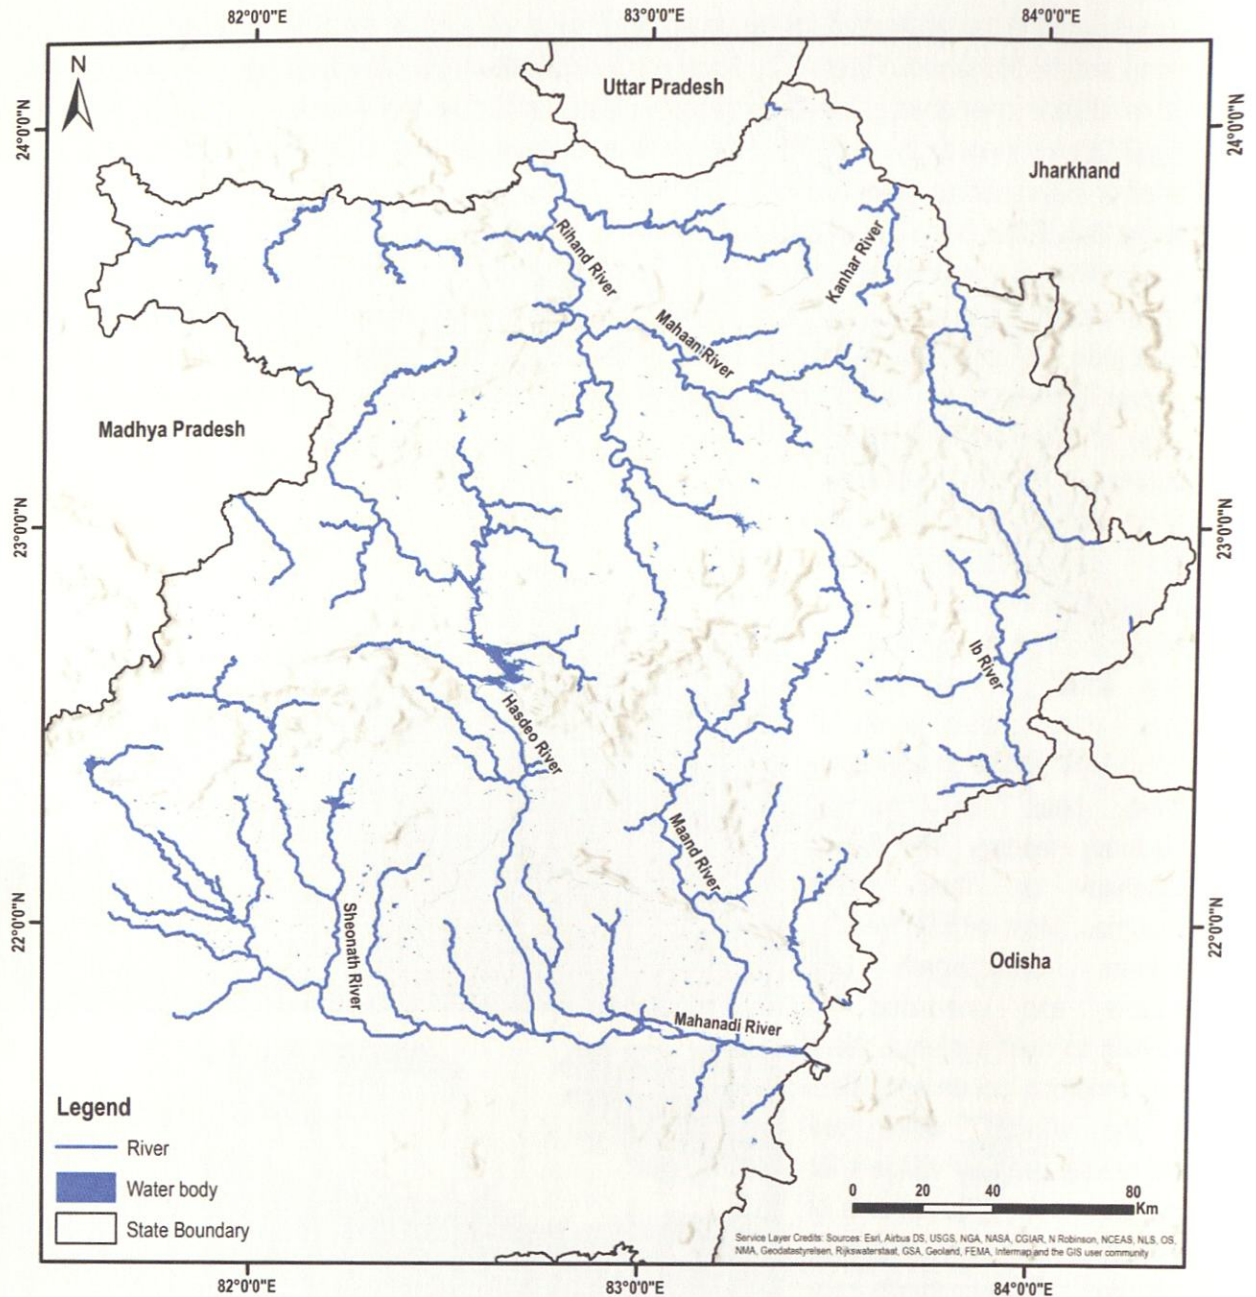 82°0'0"E 83°0'0"E 84°0'0"E
N
Uttar Pradesh
24°0'0"N
24°0'0"N
Jharkhand
Rihand River
Kanhar River
Mahaan River
Madhya Pradesh
23°0'0"N
23°0'0"N
Ib River
Hasdeo River
Maand River
22°0'0"N
22°0'0"N
Sheonath River
Odisha
Mahanadi River
Legend
River
Water body
State Boundary
0 20 40 80
Km
Service Layer Credits: Sources: Esri, Airbus DS, USGS, NGA, NASA, CGIAR, N Robinson, NCEAS, NLS, OS,
NMA, Geodatastyrelsen, Rijkswaterstaat, GSA, Geoland, FEMA, Intermap and the GIS user community
82°0'0"E 83°0'0"E 84°0'0"E